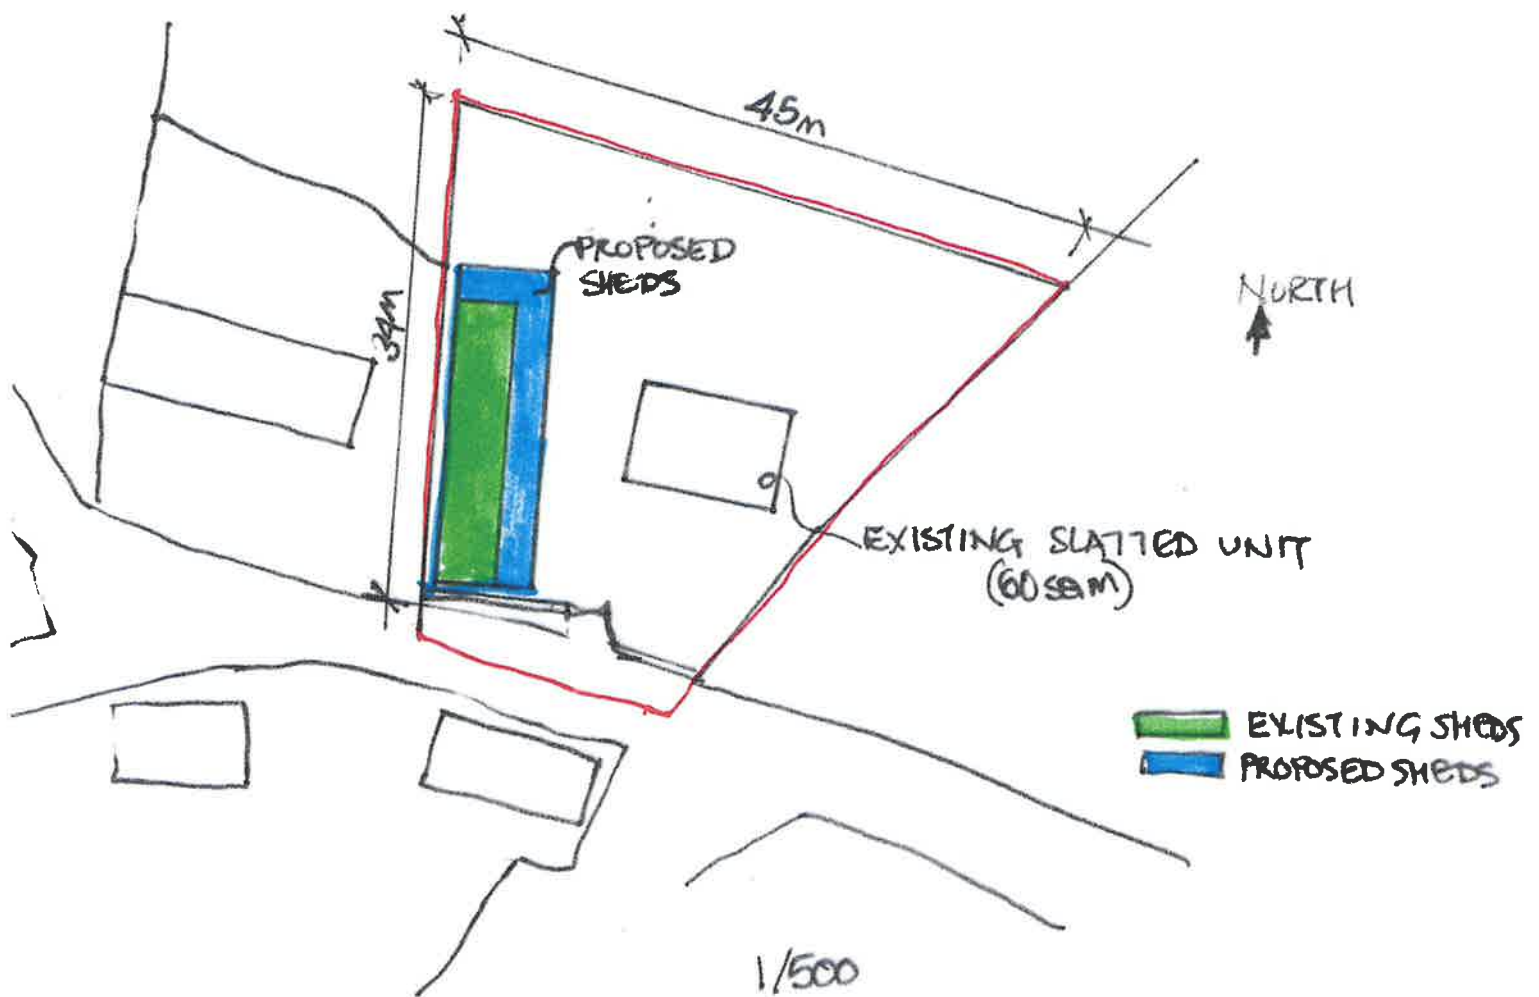 45m
PROPOSED
SHEDS
34m
NORTH
EXISTING SLATTED UNIT
(60 sqm)
EXISTING SHEDS
PROPOSED SHEDS
1/500